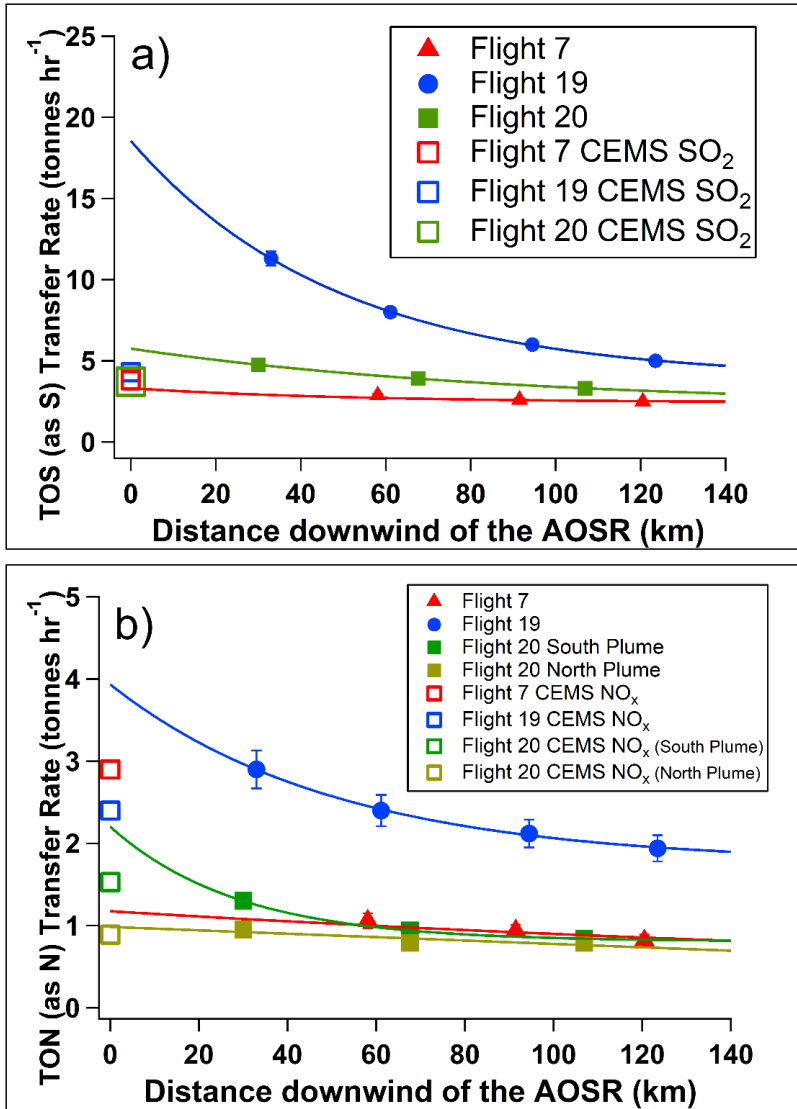 a)
TOS (as S) Transfer Rate (tonnes hr⁻¹)
25
20
15
10
5
0
Flight 7
Flight 19
Flight 20
Flight 7 CEMS SO₂
Flight 19 CEMS SO₂
Flight 20 CEMS SO₂
0 20 40 60 80 100 120 140
Distance downwind of the AOSR (km)
b)
TON (as N) Transfer Rate (tonnes hr⁻¹)
5
4
3
2
1
0
Flight 7
Flight 19
Flight 20 South Plume
Flight 20 North Plume
Flight 7 CEMS NOₓ
Flight 19 CEMS NOₓ
Flight 20 CEMS NOₓ (South Plume)
Flight 20 CEMS NOₓ (North Plume)
0 20 40 60 80 100 120 140
Distance downwind of the AOSR (km)